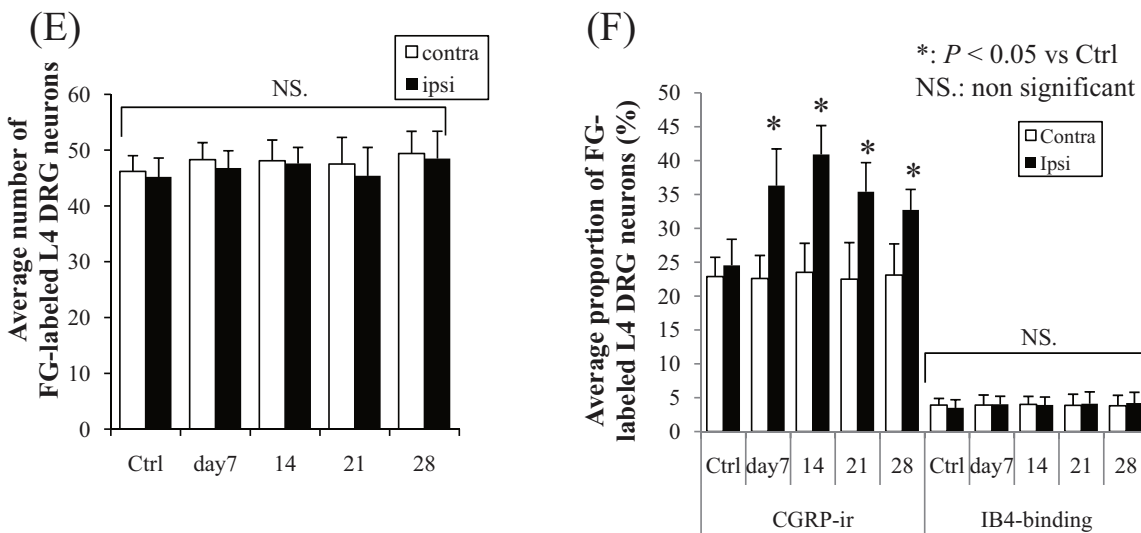 (E)
contra
ipsi
NS.
Average number of
FG-labeled L4 DRG neurons
60
50
40
30
20
10
0
Ctrl day7 14 21 28
(F)
*: P < 0.05 vs Ctrl
NS.: non significant
Contra
Ipsi
Average proportion of FG-
labeled L4 DRG neurons (%)
50
45
40
35
30
25
20
15
10
5
0
* * * *
NS.
Ctrl day7 14 21 28 Ctrl day7 14 21 28
CGRP-ir IB4-binding